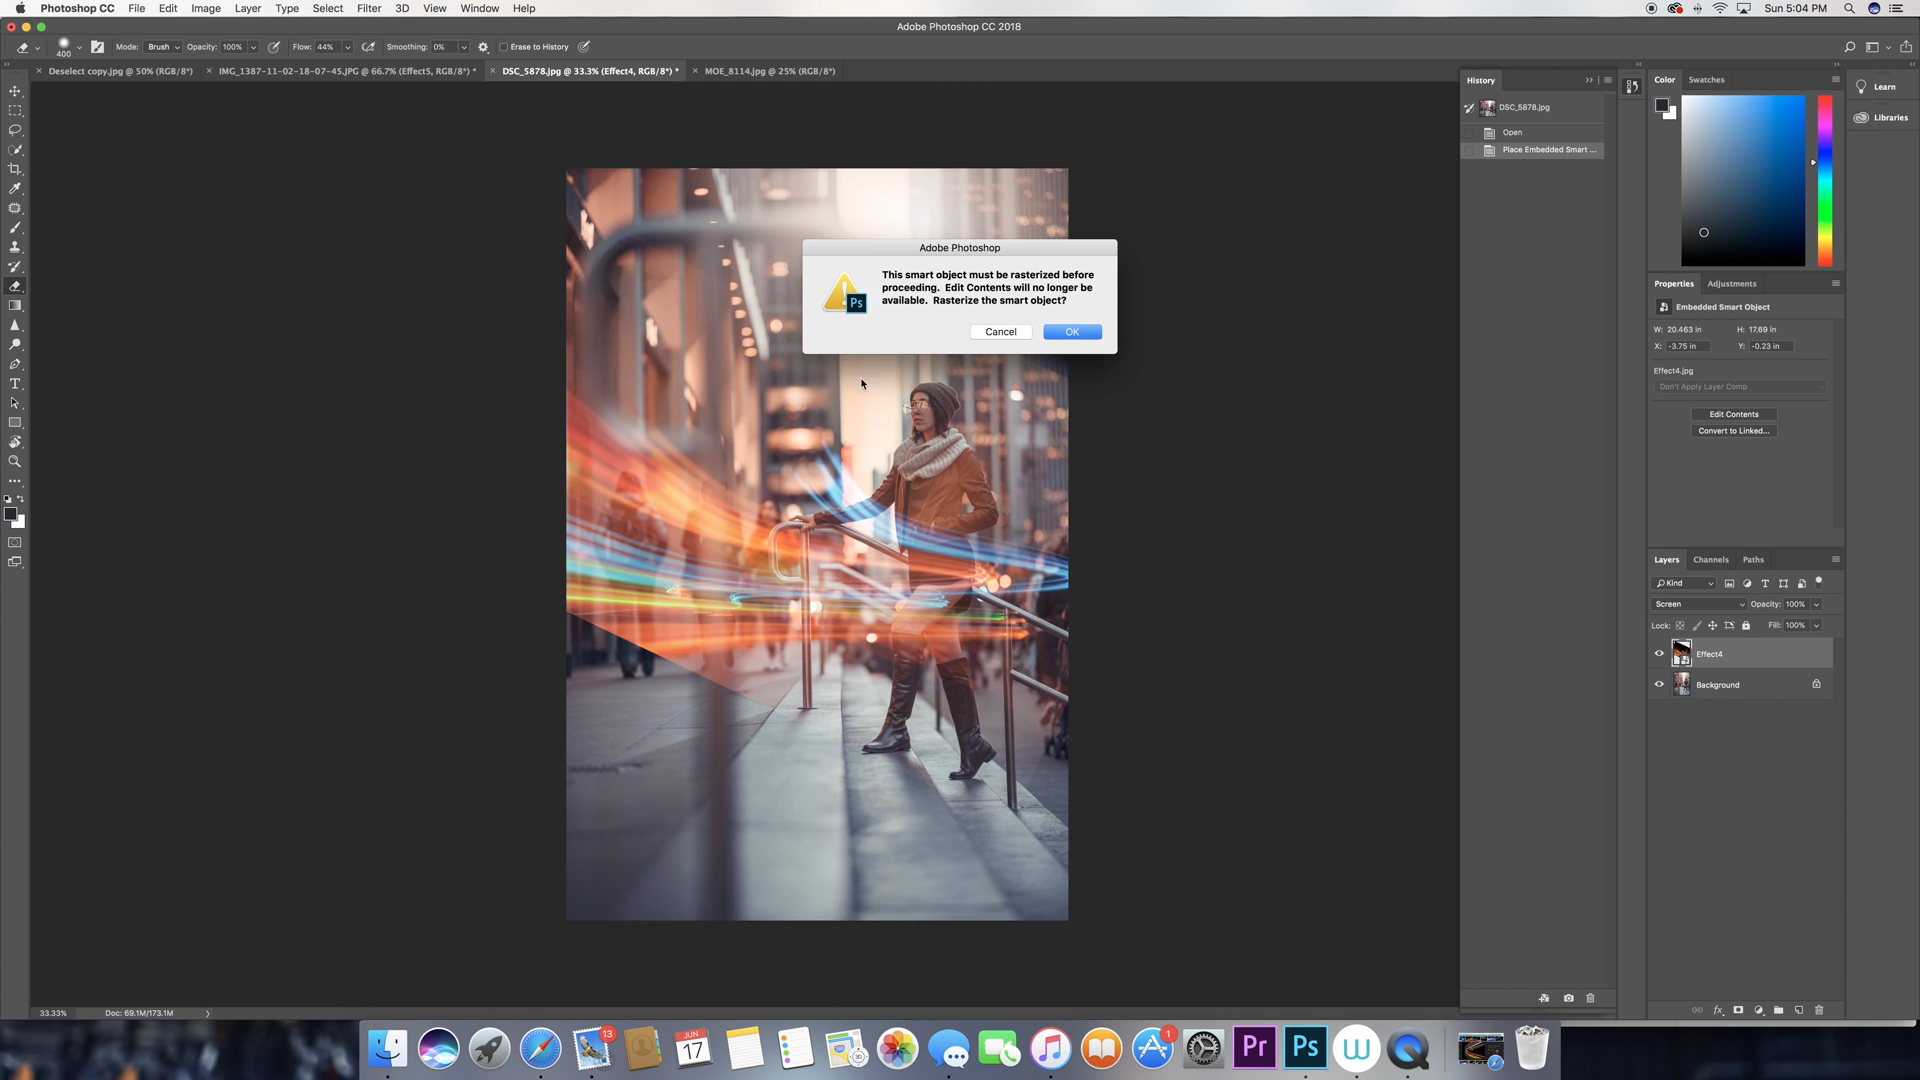 Photoshop CC File Edit Image Layer Type Select Filter 3D View Window Help Sun 5:04 PM
Adobe Photoshop CC 2018
400 Mode: Brush Opacity: 100% Flow: 44% Smoothing: 0% Erase to History
Deselect copy.jpg @ 50% (RGB/8*) IMG_1387-11-02-18-07-45.JPG @ 66.7% (Effect5, RGB/8*) * DSC_5878.jpg @ 33.3% (Effect4, RGB/8*) * MOE_8114.jpg @ 25% (RGB/8*)
History
DSC_5878.jpg
Open
Place Embedded Smart ...
Color Swatches
Learn
Libraries
Adobe Photoshop
This smart object must be rasterized before
proceeding. Edit Contents will no longer be
available. Rasterize the smart object?
Cancel OK
Ps
Properties Adjustments
Embedded Smart Object
W: 20.463 in H: 17.69 in
X: -3.75 in Y: -0.23 in
Effect4.jpg
Don't Apply Layer Comp
Edit Contents
Convert to Linked...
Layers Channels Paths
Kind
Screen Opacity: 100%
Lock: Fill: 100%
Effect4
Background
33.33% Doc: 69.1M/173.1M
13 JUN 17 1 Pr Ps